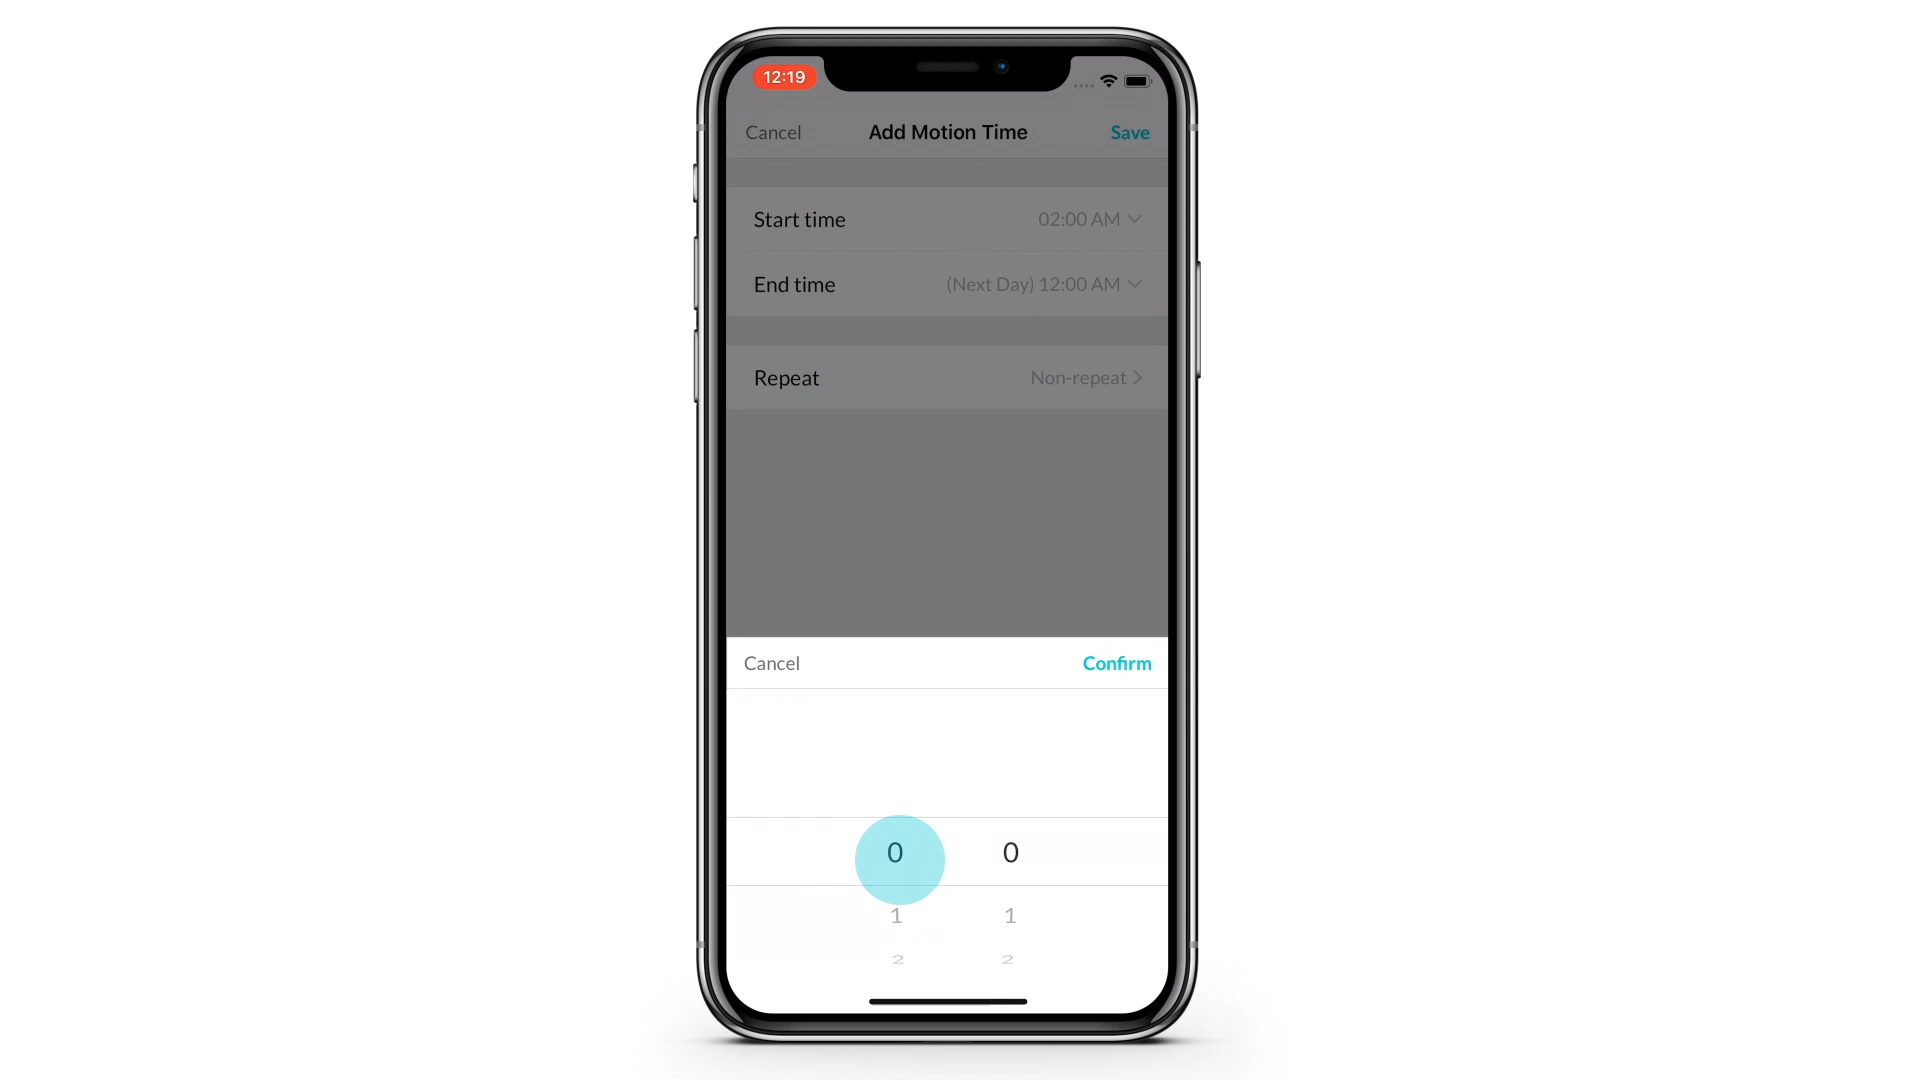 12:19
Cancel Add Motion Time Save
Start time 02:00 AM
End time (Next Day) 12:00 AM
Repeat Non-repeat
Cancel Confirm
0 0
1 1
2 2